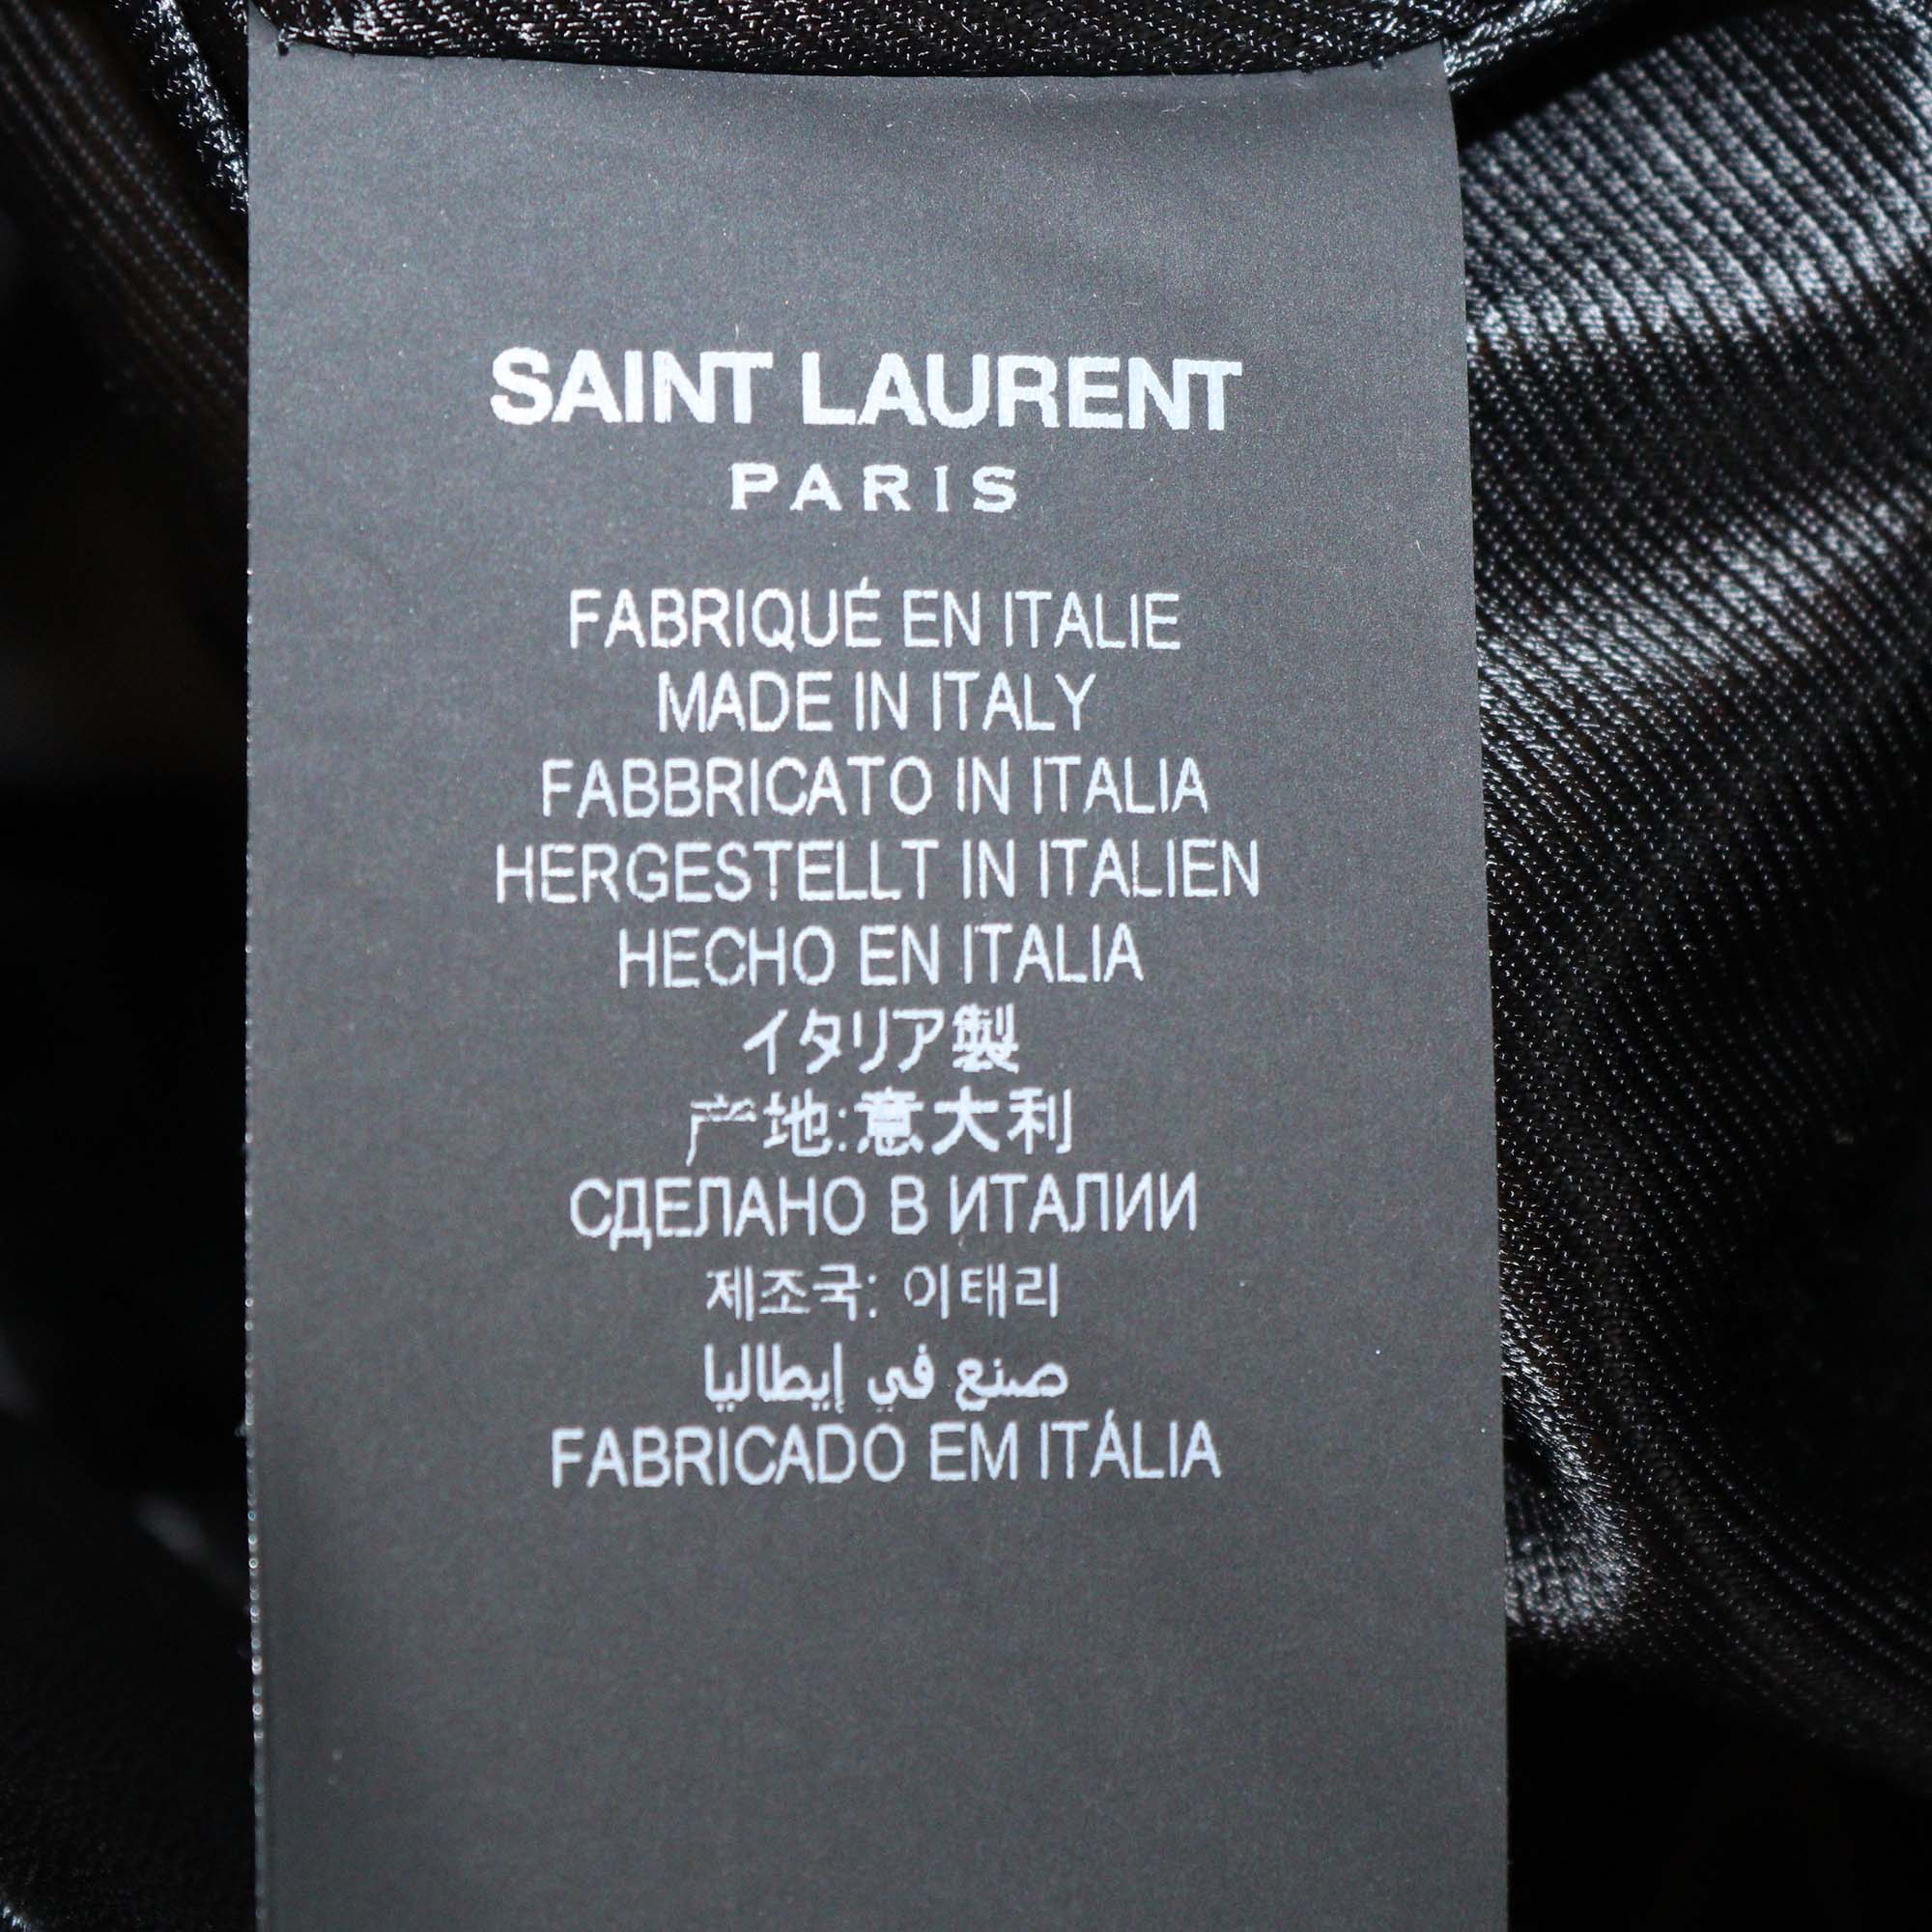 SAINT LAURENT
PARIS
FABRIQUÉ EN ITALIE
MADE IN ITALY
FABBRICATO IN ITALIA
HERGESTELLT IN ITALIEN
HECHO EN ITALIA
イタリア製
产地:意大利
СДЕЛАНО В ИТАЛИИ
제조국: 이태리
صنع في إيطاليا
FABRICADO EM ITÁLIA